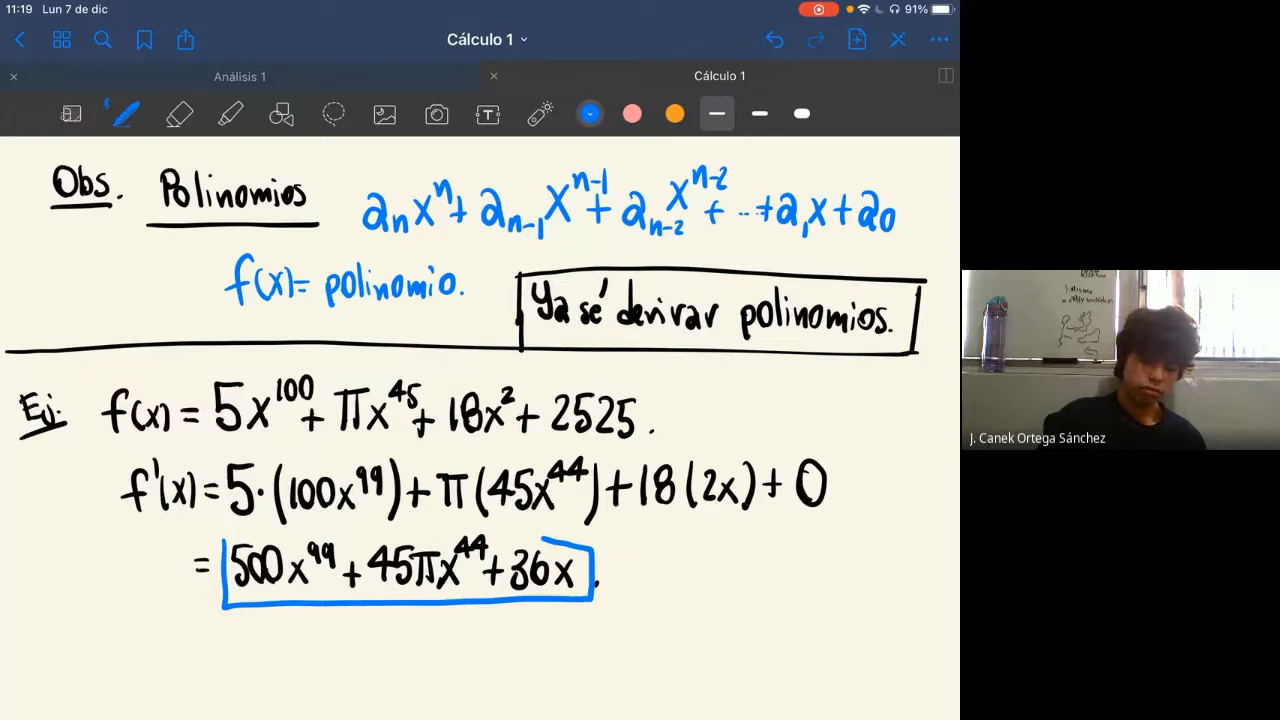 11:19 Lun 7 de dic 91%
Cálculo 1
Análisis 1 Cálculo 1
Obs. Polinomios aₙxⁿ + aₙ₋₁xⁿ⁻¹ + aₙ₋₂xⁿ⁻² + ... + a₁x + a₀
f(x) = polinomio.
Ya sé derivar polinomios.
Ej: f(x) = 5x¹⁰⁰ + πx⁴⁵ + 18x² + 2525.
f'(x) = 5·(100x⁹⁹) + π(45x⁴⁴) + 18(2x) + 0
= 500x⁹⁹ + 45πx⁴⁴ + 36x.
J. Canek Ortega Sánchez